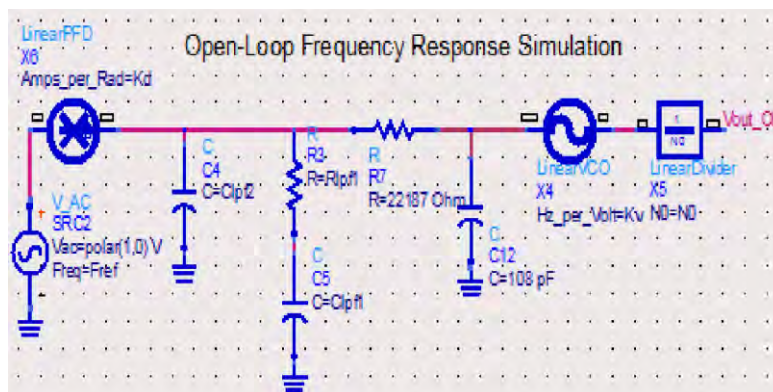 LinearPFD
X6
Amps_per_Rad=Kd
Open-Loop Frequency Response Simulation
C
C4
C=Clpf2
R
R3
R=Rlpf1
R
R7
R=22187 Ohm
LinearVCO
X4
Hz_per_Volt=Kv
1
N0
LinearDivider
X5
N0=N0
Vout_O
V_AC
SRC2
Vac=polar(1,0) V
Freq=Fref
C
C5
C=Clpf1
C
C12
C=108 pF